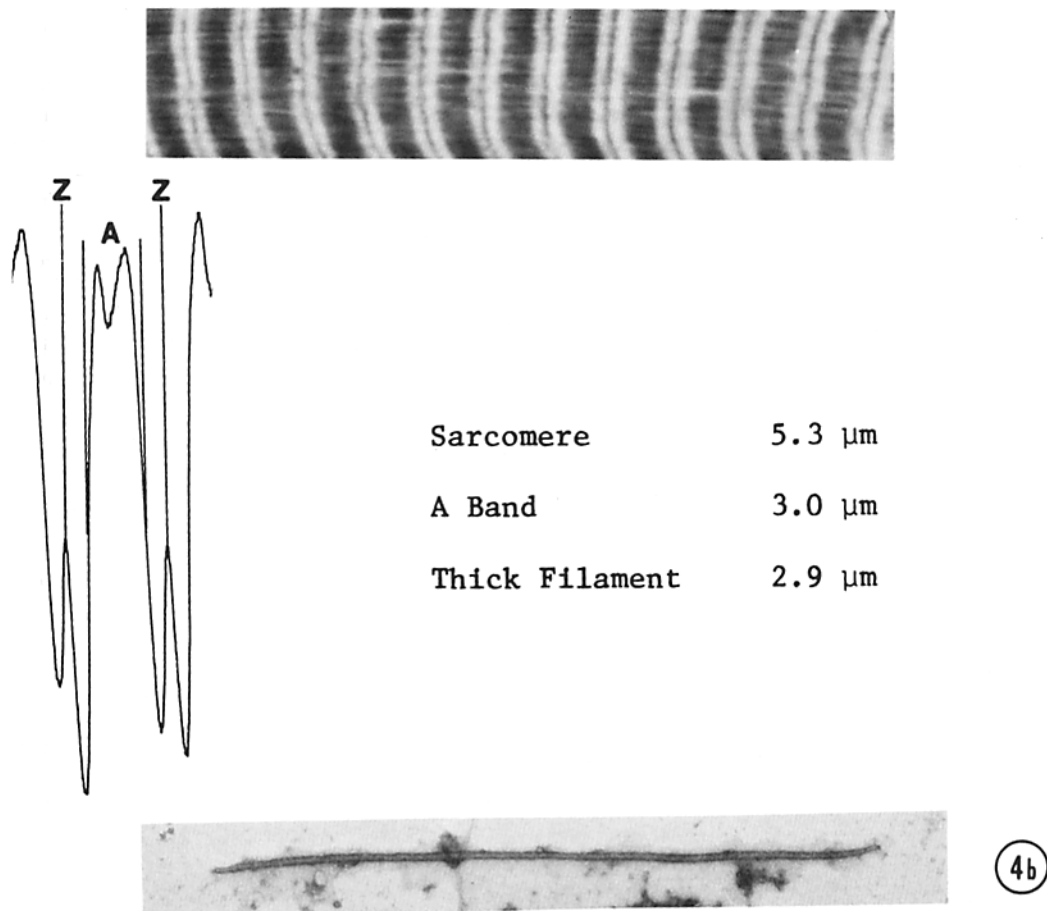 Z Z
A
Sarcomere 5.3 μm
A Band 3.0 μm
Thick Filament 2.9 μm
4b